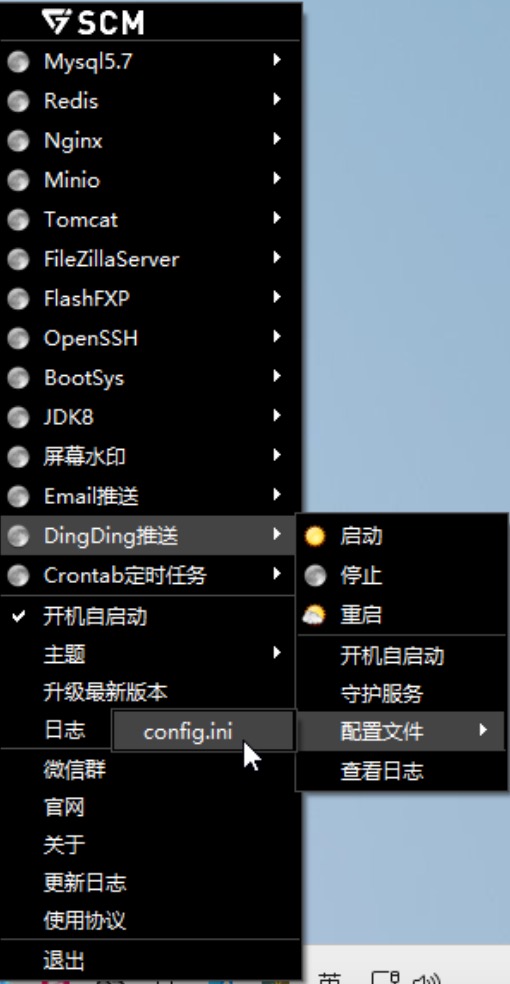 SCM
Mysql5.7
Redis
Nginx
Minio
Tomcat
FileZillaServer
FlashFXP
OpenSSH
BootSys
JDK8
屏幕水印
Email推送
DingDing推送
Crontab定时任务
开机自启动
主题
升级最新版本
日志
微信群
官网
关于
更新日志
使用协议
退出
启动
停止
重启
开机自启动
守护服务
配置文件
查看日志
config.ini
英